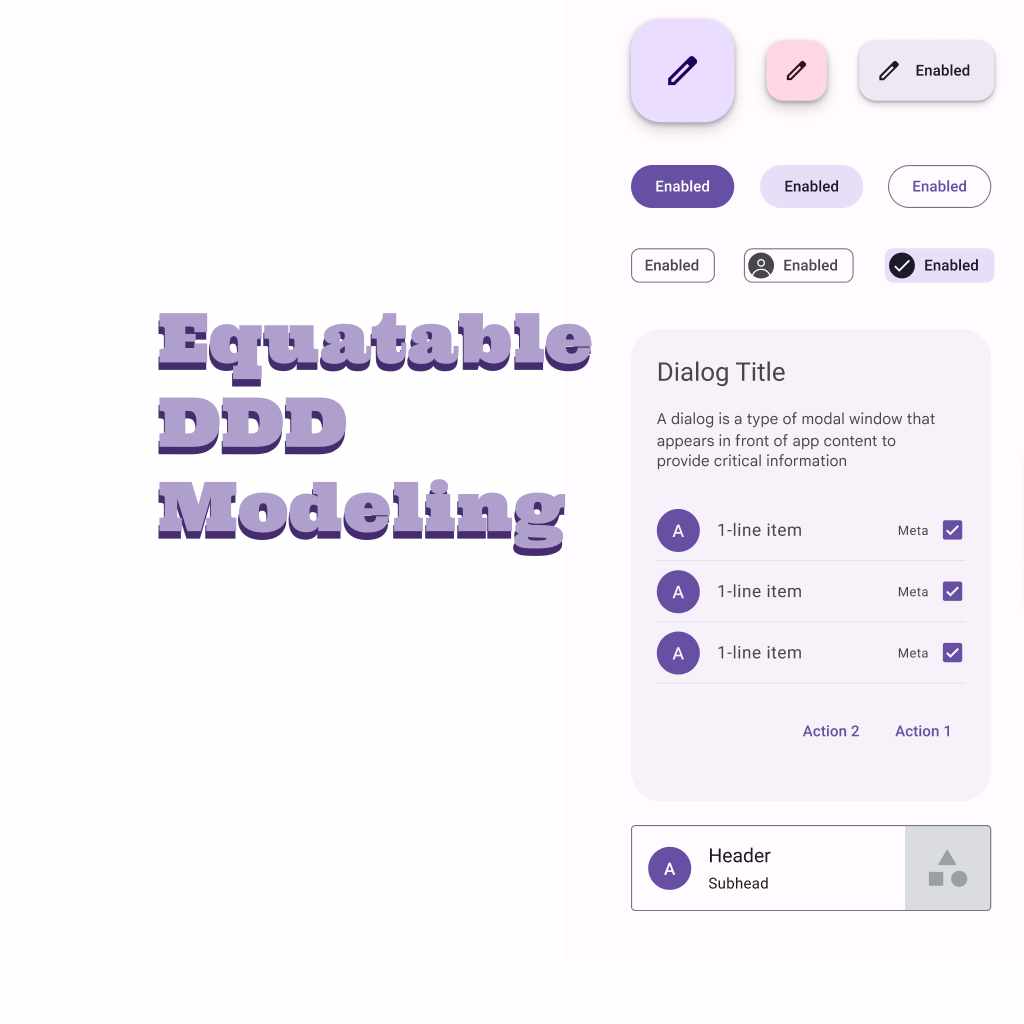 Equatable
DDD
Modeling
Enabled
Enabled
Enabled
Enabled
Enabled
Enabled
Enabled
Dialog Title
A dialog is a type of modal window that
appears in front of app content to
provide critical information
A 1-line item Meta
A 1-line item Meta
A 1-line item Meta
Action 2 Action 1
A Header
Subhead